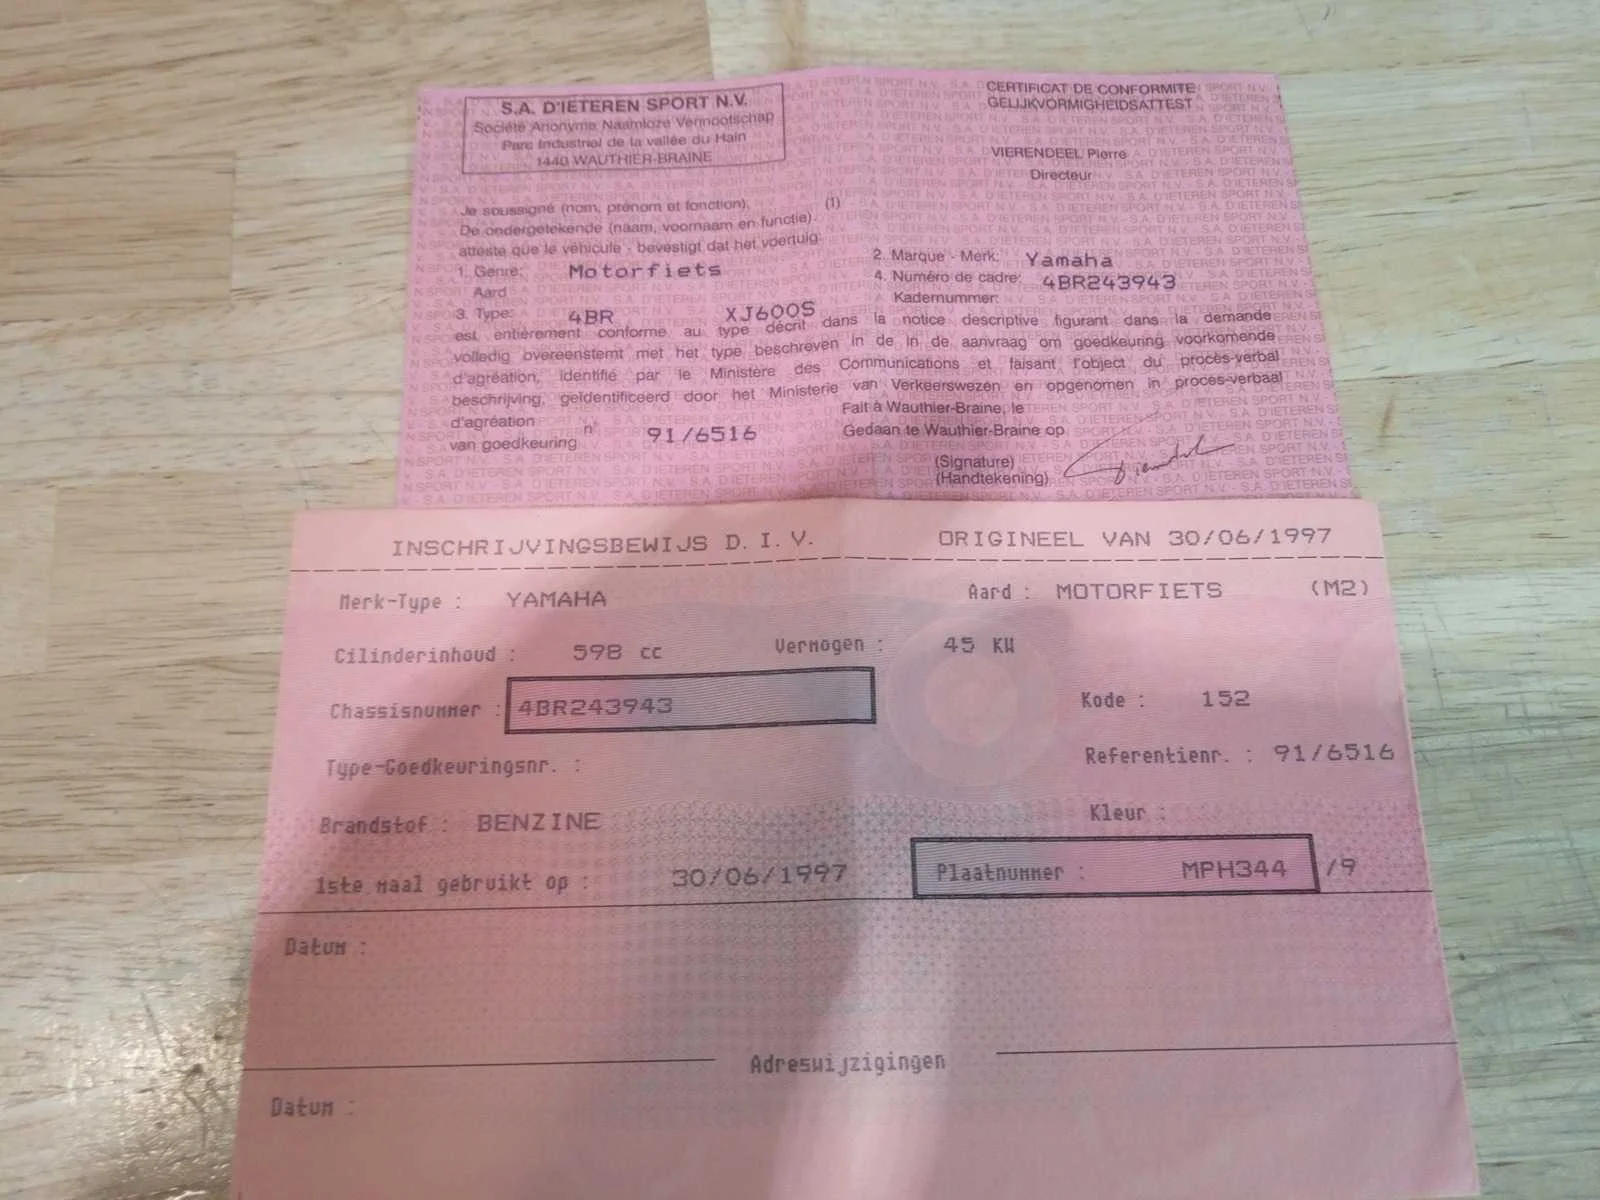 S.A. D'IETEREN SPORT N.V.
Société Anonyme Naamloze Vennootschap
Parc Industriel de la vallée du Hain
1440 WAUTHIER-BRAINE
CERTIFICAT DE CONFORMITE
GELIJKVORMIGHEIDSATTEST
VIERENDEEL Pierre
Directeur
Je soussigné (nom, prénom et fonction), (1)
De ondergetekende (naam, voornaam en functie).
atteste que le véhicule - bevestigt dat het voertuig
1. Genre: Motorfiets
Aard
2. Marque - Merk: Yamaha
3. Type: 4BR XJ600S
4. Numéro de cadre: 4BR243943
Kadernummer:
est entièrement conforme au type décrit dans la notice descriptive figurant dans la demande
volledig overeenstemt met het type beschreven in de in de aanvraag om goedkeuring voorkomende
d'agréation, identifié par le Ministère des Communications et faisant l'object du procès-verbal
beschrijving, geïdentificeerd door het Ministerie van Verkeerswezen en opgenomen in proces-verbaal
d'agréation
van goedkeuring n° 91/6516
Fait à Wauthier-Braine, le
Gedaan te Wauthier-Braine op
(Signature)
(Handtekening)
INSCHRIJVINGSBEWIJS D.I.V. ORIGINEEL VAN 30/06/1997
Merk-Type : YAMAHA Aard : MOTORFIETS (M2)
Cilinderinhoud : 598 cc Vermogen : 45 KW
Chassisnummer : 4BR243943 Kode : 152
Type-Goedkeuringsnr. : Referentienr. : 91/6516
Brandstof : BENZINE Kleur :
1ste maal gebruikt op : 30/06/1997 Plaatnummer : MPH344 /9
Datum :
Adreswijzigingen
Datum :